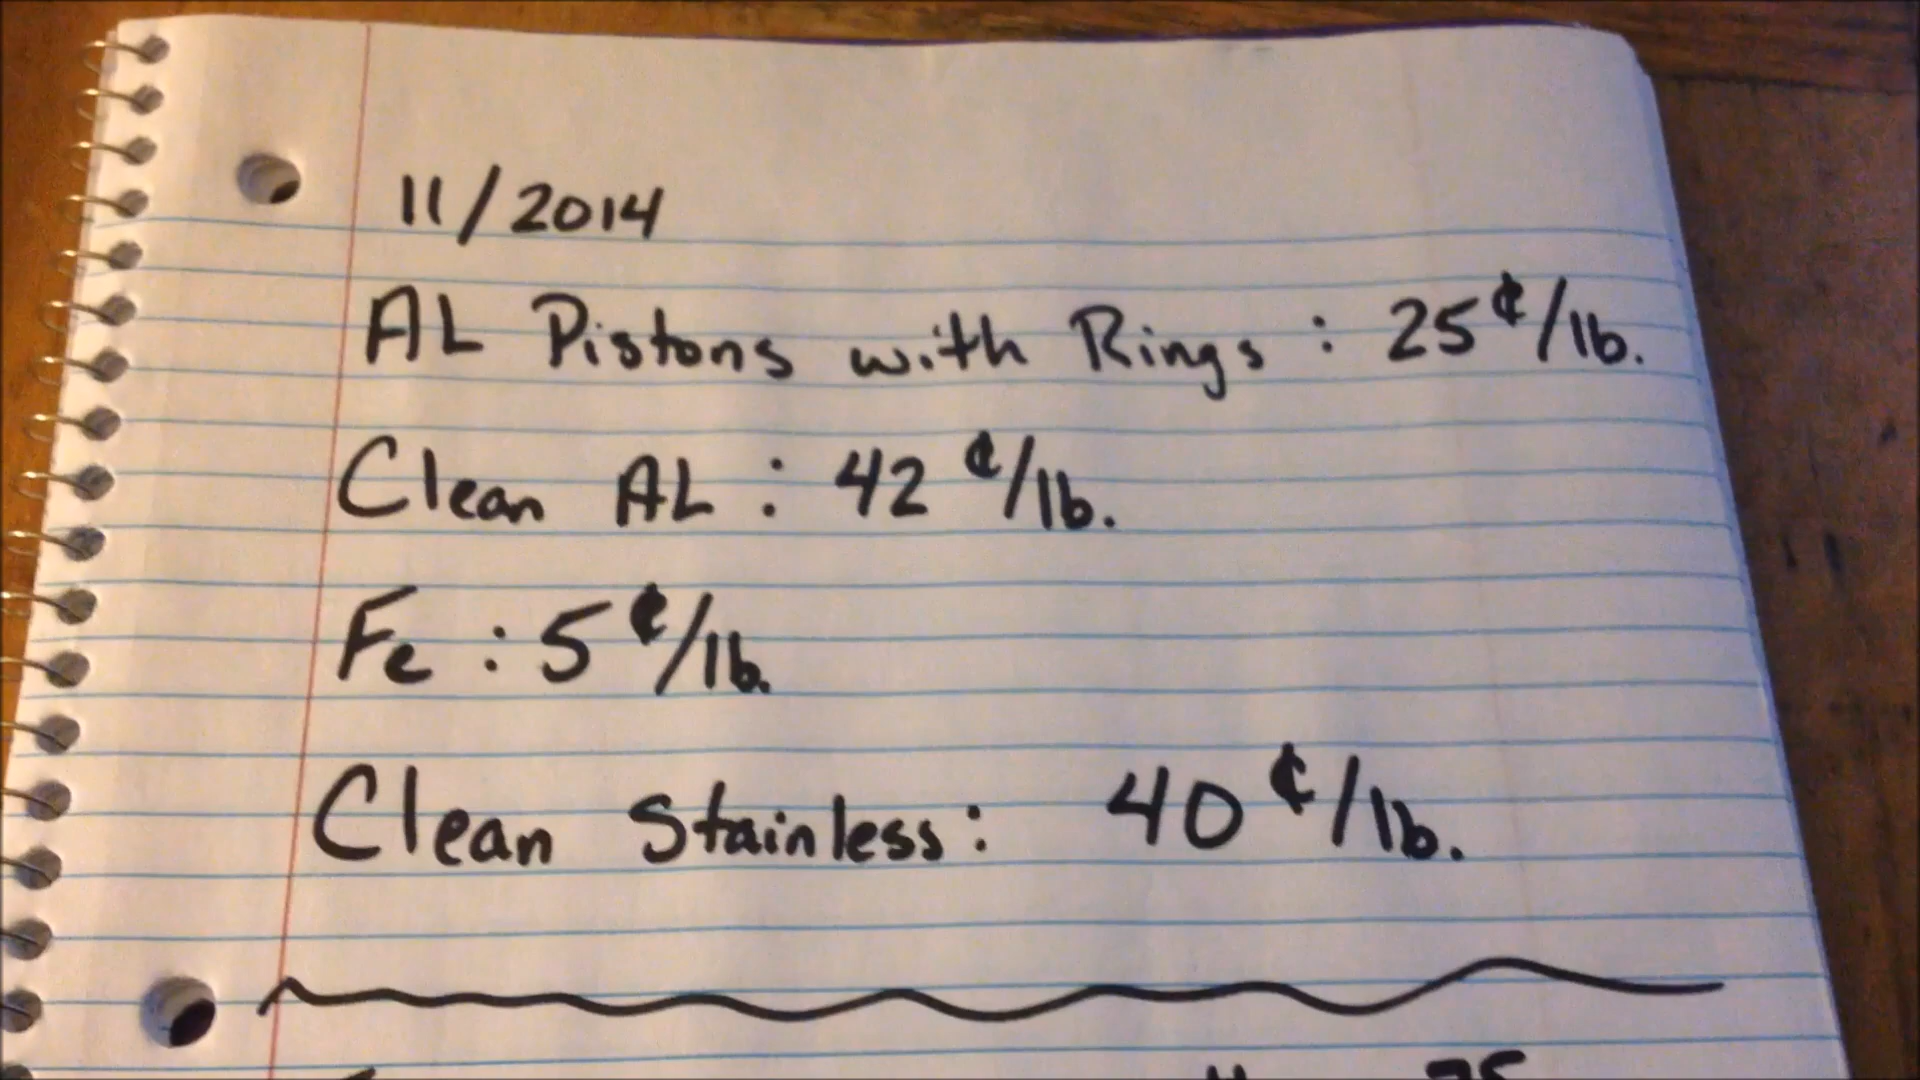 11/2014
AL Pistons with Rings : 25¢/lb.
Clean AL : 42 ¢/lb.
Fe : 5¢/lb.
Clean Stainless: 40¢/lb.